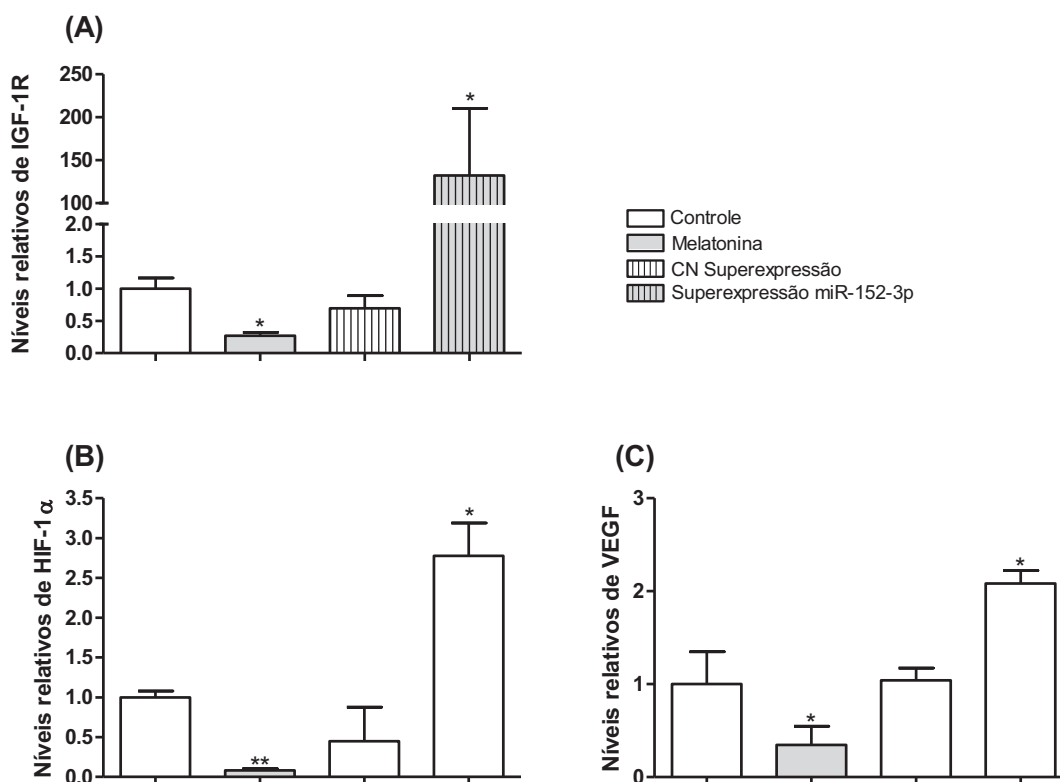 (A)
Níveis relativos de IGF-1R
250
200
150
100
2.0
1.5
1.0
0.5
0.0
*
*
Controle
Melatonina
CN Superexpressão
Superexpressão miR-152-3p
(B)
Níveis relativos de HIF-1α
3.5
3.0
2.5
2.0
1.5
1.0
0.5
0.0
**
*
(C)
Níveis relativos de VEGF
3
2
1
0
*
*